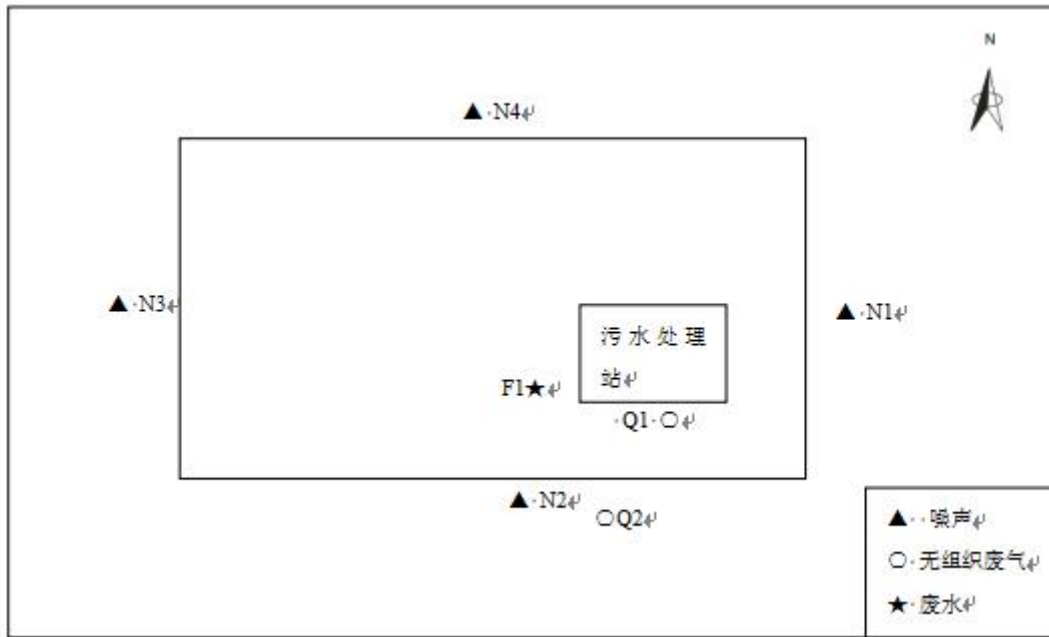 N
▲·N4↵
▲·N3↵
▲·N1↵
污水处理
站↵
F1★↵
·Q1·○↵
▲·N2↵
○Q2↵
▲··噪声↵
○·无组织废气↵
★·废水↵